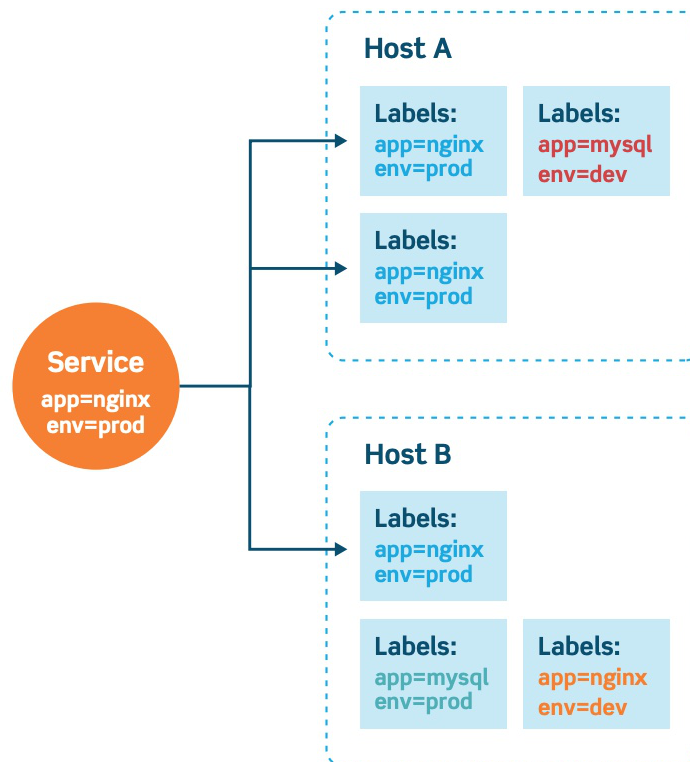 Host A
Labels:
app=nginx
env=prod
Labels:
app=mysql
env=dev
Labels:
app=nginx
env=prod
Service
app=nginx
env=prod
Host B
Labels:
app=nginx
env=prod
Labels:
app=mysql
env=prod
Labels:
app=nginx
env=dev